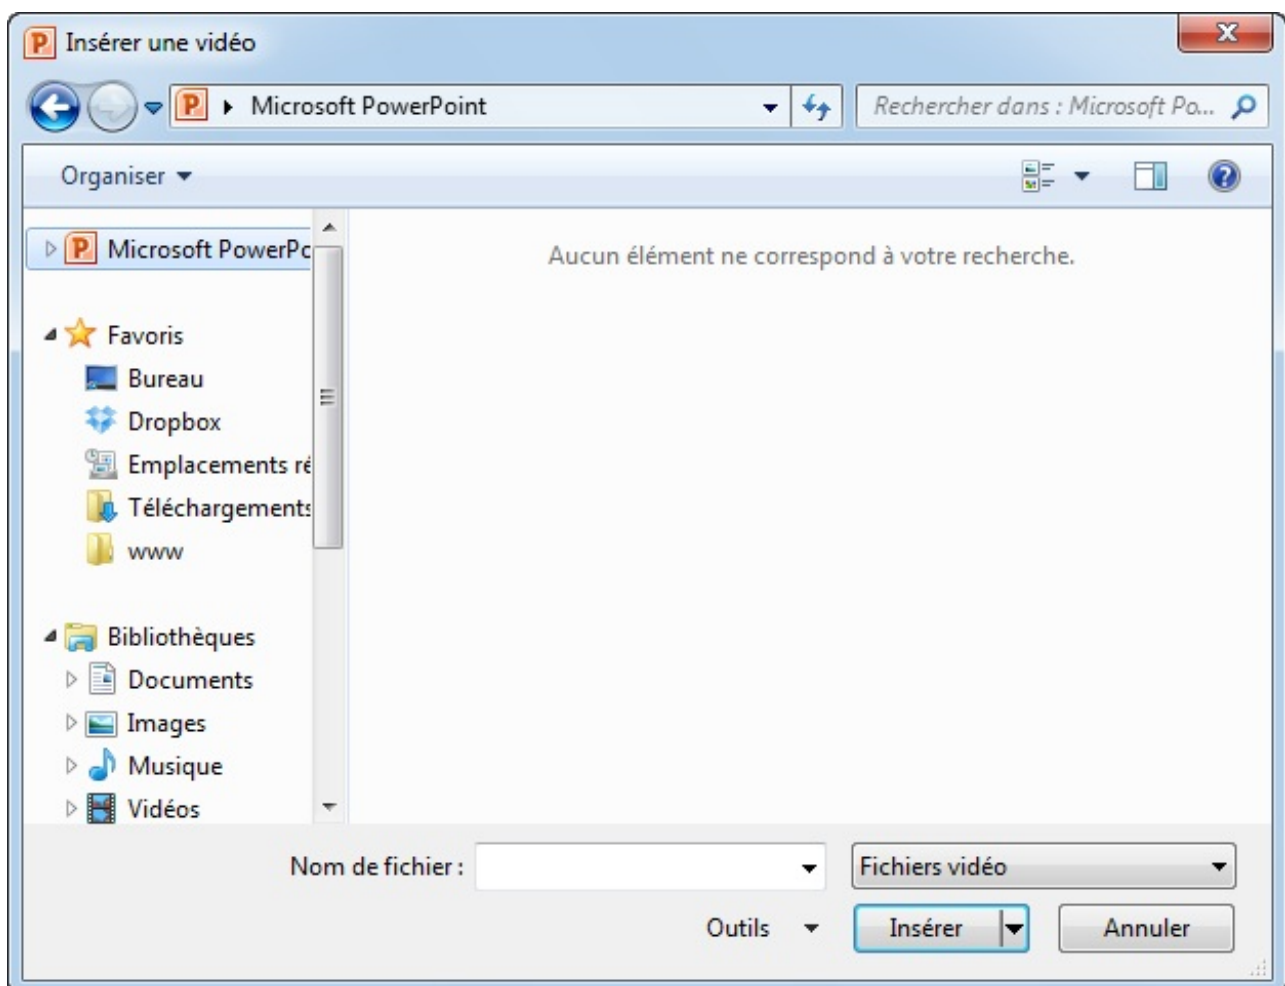 Insérer une vidéo
Microsoft PowerPoint
Rechercher dans : Microsoft Po...
Organiser
Microsoft PowerPo
Aucun élément ne correspond à votre recherche.
Favoris
Bureau
Dropbox
Emplacements ré
Téléchargements
www
Bibliothèques
Documents
Images
Musique
Vidéos
Nom de fichier :
Fichiers vidéo
Outils
Insérer
Annuler